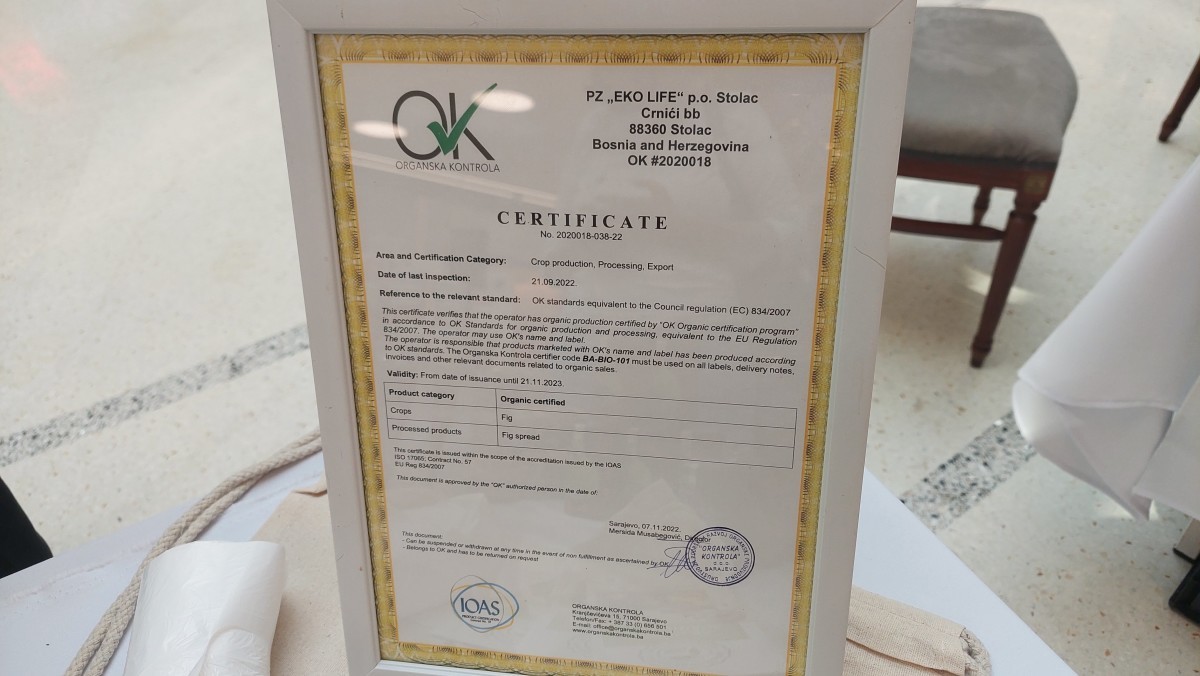 OK
ORGANSKA KONTROLA
PZ „EKO LIFE“ p.o. Stolac
Crnići bb
88360 Stolac
Bosnia and Herzegovina
OK #2020018
CERTIFICATE
No. 2020018-038-22
Area and Certification Category: Crop production, Processing, Export
Date of last inspection: 21.09.2022.
Reference to the relevant standard: OK standards equivalent to the Council regulation (EC) 834/2007
This certificate verifies that the operator has organic production certified by "OK Organic certification program"
in accordance to OK Standards for organic production and processing, equivalent to the EU Regulation
834/2007. The operator may use OK's name and label.
The operator is responsible that products marketed with OK's name and label has been produced according
to OK standards. The Organska Kontrola certifier code BA-BIO-101 must be used on all labels, delivery notes,
invoices and other relevant documents related to organic sales.
Validity: From date of issuance until 21.11.2023.
Product category Organic certified
Crops Fig
Processed products Fig spread
This certificate is issued within the scope of the accreditation issued by the IOAS
ISO 17065; Contract No. 57
EU Reg 834/2007
This document is approved by the "OK" authorized person in the date of:
Sarajevo, 07.11.2022.
Mersida Musabegović, Direktor
"ORGANSKA
KONTROLA"
SARAJEVO
This document:
- Can be suspended or withdrawn at any time in the event of non fulfillment as ascertained by OK
- Belongs to OK and has to be returned on request
IOAS
ORGANSKA KONTROLA
Kranjčevićeva 15, 71000 Sarajevo
Telefon/Fax: + 387 33 (0) 656 501
E-mail: office@organskakontrola.ba
www.organskakontrola.ba